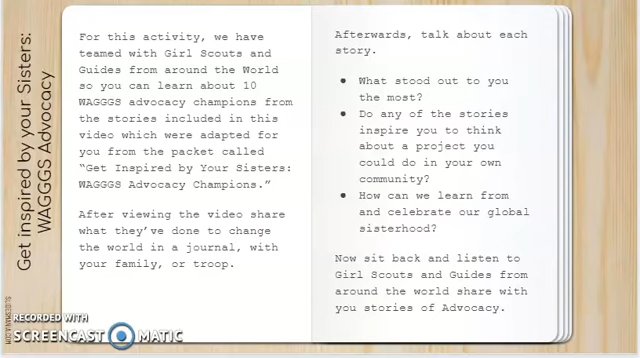 Get inspired by your Sisters:
WAGGGS Advocacy
For this activity, we have
teamed with Girl Scouts and
Guides from around the World
so you can learn about 10
WAGGGS advocacy champions from
the stories included in this
video which were adapted for
you from the packet called
“Get Inspired by Your Sisters:
WAGGGS Advocacy Champions.”
After viewing the video share
what they’ve done to change
the world in a journal, with
your family, or troop.
Afterwards, talk about each
story.
● What stood out to you
the most?
● Do any of the stories
inspire you to think
about a project you
could do in your own
community?
● How can we learn from
and celebrate our global
sisterhood?
Now sit back and listen to
Girl Scouts and Guides from
around the world share with
you stories of Advocacy.
SLIDESMANIA.COM
RECORDED WITH
SCREENCAST MATIC